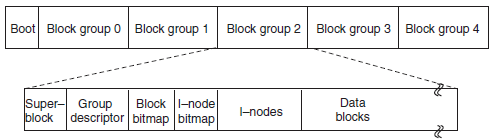 Boot Block group 0 Block group 1 Block group 2 Block group 3 Block group 4
Super– Group Block I–node I–nodes Data
block descriptor bitmap bitmap blocks